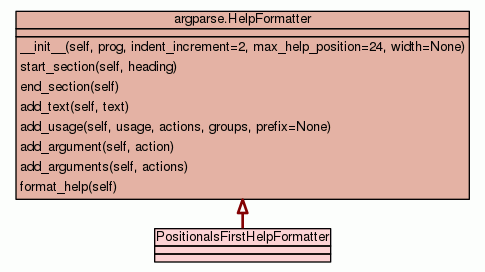 argparse.HelpFormatter
__init__(self, prog, indent_increment=2, max_help_position=24, width=None)
start_section(self, heading)
end_section(self)
add_text(self, text)
add_usage(self, usage, actions, groups, prefix=None)
add_argument(self, action)
add_arguments(self, actions)
format_help(self)
PositionalsFirstHelpFormatter